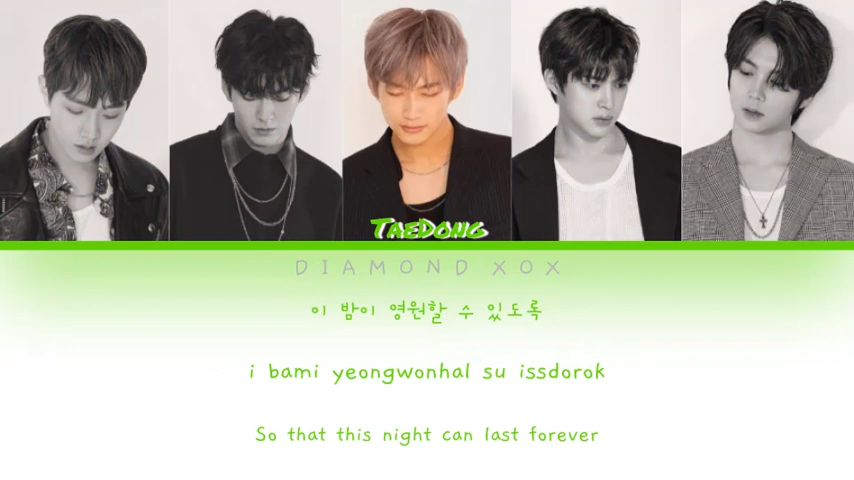 TaeDong
DIAMOND XOX
이 밤이 영원할 수 있도록
i bami yeongwonhal su issdorok
So that this night can last forever